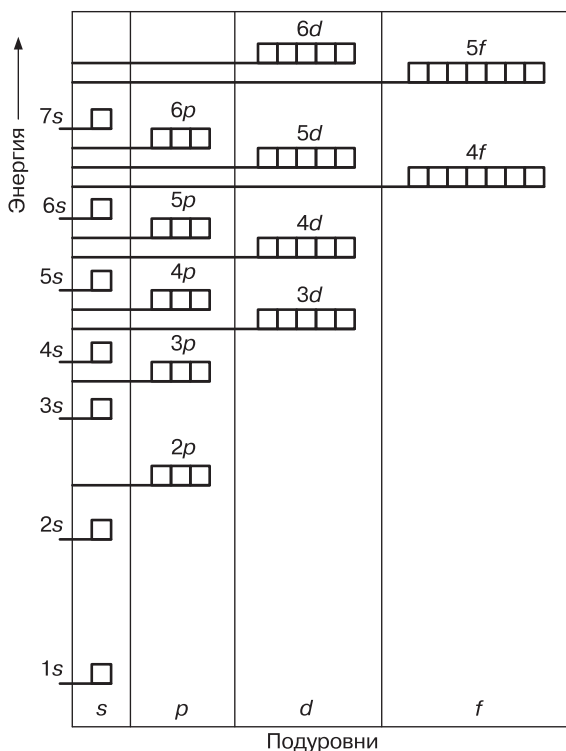 Энергия
6d
5f
7s
6p
5d
4f
6s
5p
4d
5s
4p
3d
4s
3p
3s
2p
2s
1s
s p d f
Подуровни